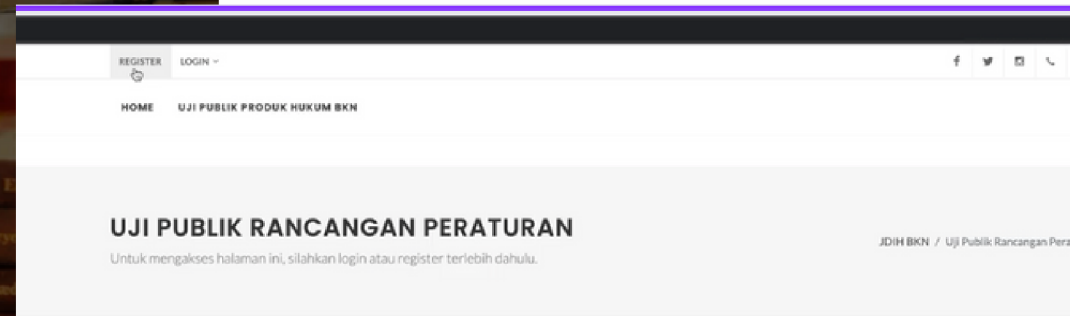 REGISTER LOGIN
HOME UJI PUBLIK PRODUK HUKUM BKN
UJI PUBLIK RANCANGAN PERATURAN
Untuk mengakses halaman ini, silahkan login atau register terlebih dahulu.
JDIH BKN / Uji Publik Rancangan Pera